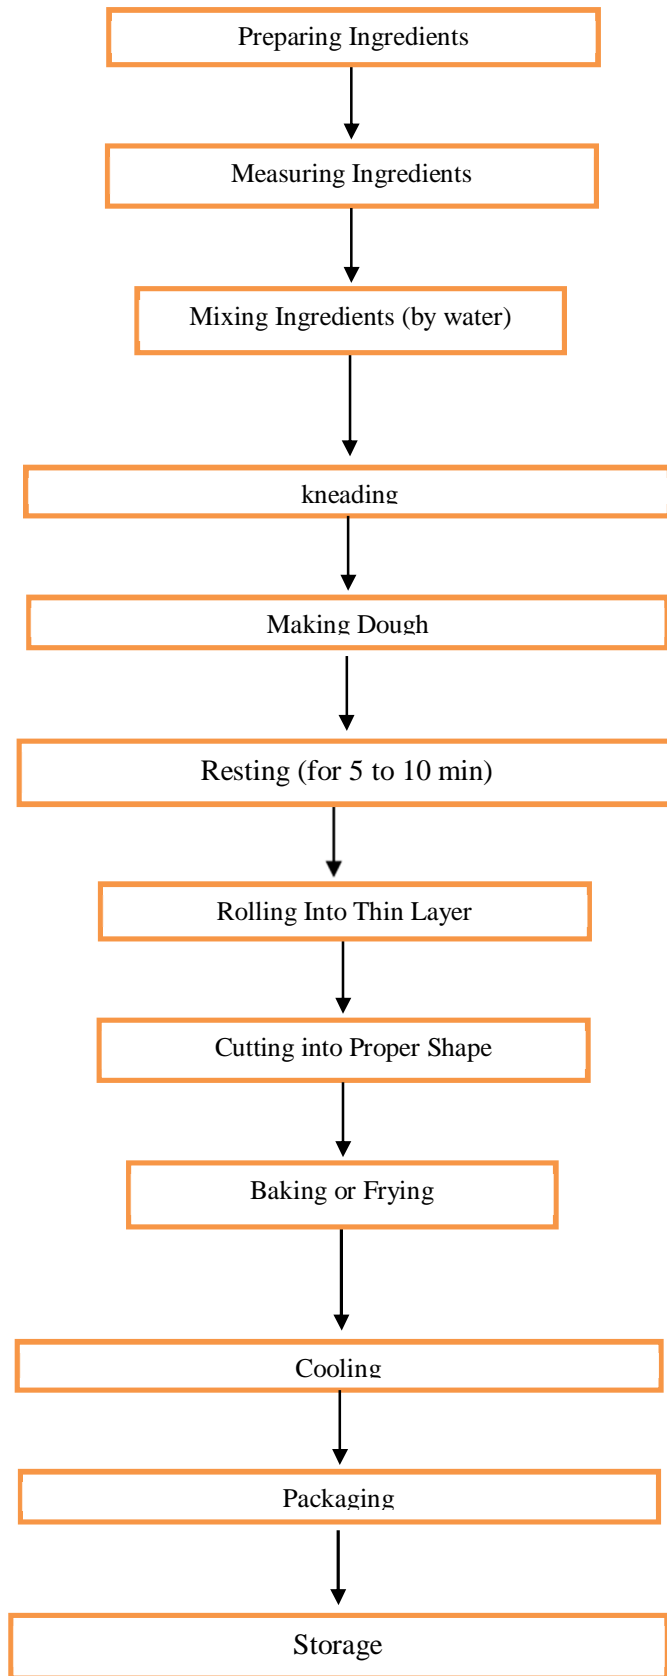 Preparing Ingredients
Measuring Ingredients
Mixing Ingredients (by water)
kneading
Making Dough
Resting (for 5 to 10 min)
Rolling Into Thin Layer
Cutting into Proper Shape
Baking or Frying
Cooling
Packaging
Storage